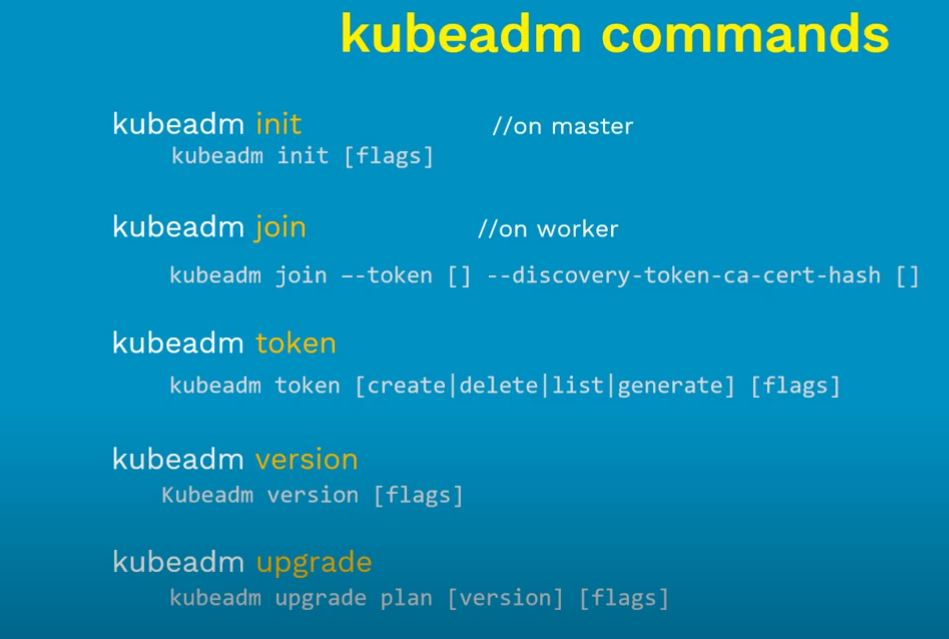 kubeadm commands
kubeadm init //on master
kubeadm init [flags]
kubeadm join //on worker
kubeadm join –-token [] --discovery-token-ca-cert-hash []
kubeadm token
kubeadm token [create|delete|list|generate] [flags]
kubeadm version
Kubeadm version [flags]
kubeadm upgrade
kubeadm upgrade plan [version] [flags]